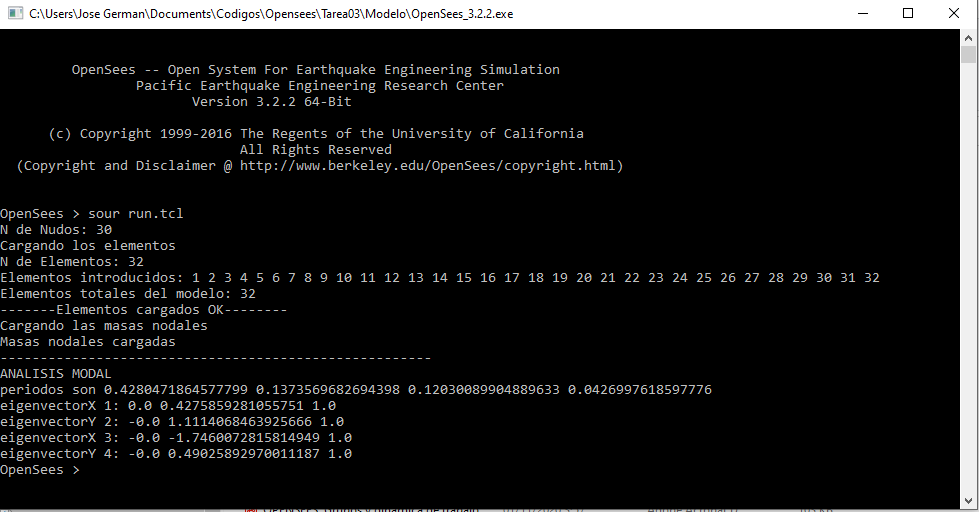 C:\Users\Jose German\Documents\Codigos\Opensees\Tarea03\Modelo\OpenSees_3.2.2.exe
OpenSees -- Open System For Earthquake Engineering Simulation
Pacific Earthquake Engineering Research Center
Version 3.2.2 64-Bit
(c) Copyright 1999-2016 The Regents of the University of California
All Rights Reserved
(Copyright and Disclaimer @ http://www.berkeley.edu/OpenSees/copyright.html)
OpenSees > sour run.tcl
N de Nudos: 30
Cargando los elementos
N de Elementos: 32
Elementos introducidos: 1 2 3 4 5 6 7 8 9 10 11 12 13 14 15 16 17 18 19 20 21 22 23 24 25 26 27 28 29 30 31 32
Elementos totales del modelo: 32
-------Elementos cargados OK--------
Cargando las masas nodales
Masas nodales cargadas
------------------------------------------------------
ANALISIS MODAL
periodos son 0.4280471864577799 0.1373569682694398 0.12030089904889633 0.0426997618597776
eigenvectorX 1: 0.0 0.4275859281055751 1.0
eigenvectorY 2: -0.0 1.1114068463925666 1.0
eigenvectorX 3: -0.0 -1.7460072815814949 1.0
eigenvectorY 4: -0.0 0.49025892970011187 1.0
OpenSees >